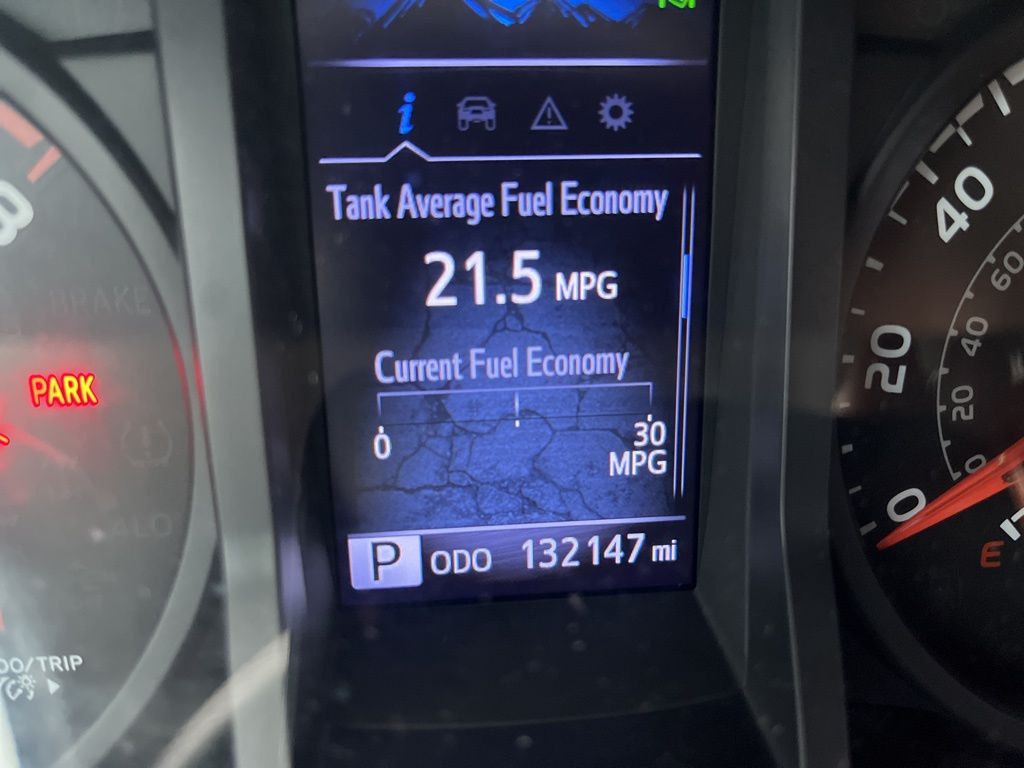 Tank Average Fuel Economy
21.5 MPG
Current Fuel Economy
0
30
MPG
P ODO 132147 mi
BRAKE
PARK
40
20
0
60
40
20
0
E